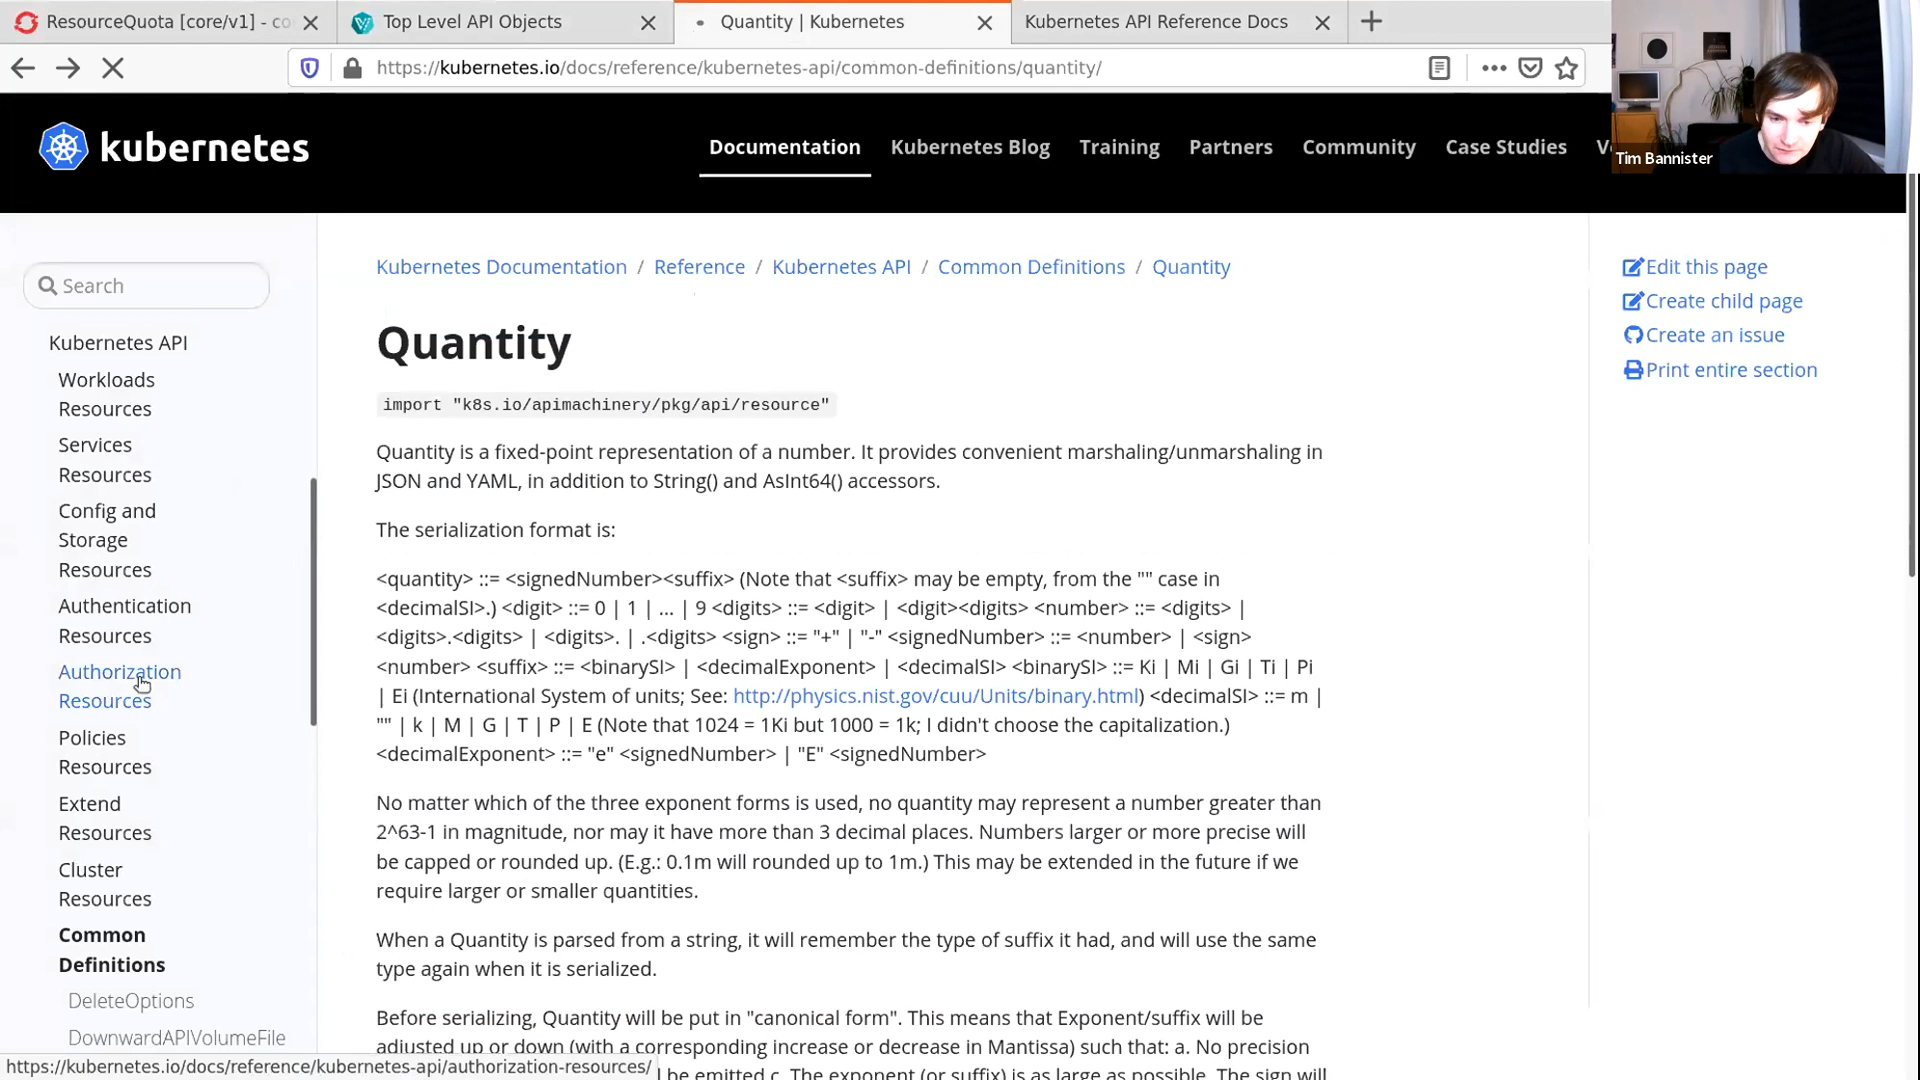 ResourceQuota [core/v1] - co
Top Level API Objects
Quantity | Kubernetes
Kubernetes API Reference Docs
https://kubernetes.io/docs/reference/kubernetes-api/common-definitions/quantity/
kubernetes
Documentation
Kubernetes Blog
Training
Partners
Community
Case Studies
Tim Bannister
Search
Kubernetes API
Workloads
Resources
Services
Resources
Config and
Storage
Resources
Authentication
Resources
Authorization
Resources
Policies
Resources
Extend
Resources
Cluster
Resources
Common
Definitions
DeleteOptions
DownwardAPIVolumeFile
Kubernetes Documentation / Reference / Kubernetes API / Common Definitions / Quantity
Quantity
import "k8s.io/apimachinery/pkg/api/resource"
Quantity is a fixed-point representation of a number. It provides convenient marshaling/unmarshaling in
JSON and YAML, in addition to String() and AsInt64() accessors.
The serialization format is:
<quantity> ::= <signedNumber><suffix> (Note that <suffix> may be empty, from the "" case in
<decimalSI>.) <digit> ::= 0 | 1 | ... | 9 <digits> ::= <digit> | <digit><digits> <number> ::= <digits> |
<digits>.<digits> | <digits>. | .<digits> <sign> ::= "+" | "-" <signedNumber> ::= <number> | <sign>
<number> <suffix> ::= <binarySI> | <decimalExponent> | <decimalSI> <binarySI> ::= Ki | Mi | Gi | Ti | Pi
| Ei (International System of units; See: http://physics.nist.gov/cuu/Units/binary.html) <decimalSI> ::= m |
"" | k | M | G | T | P | E (Note that 1024 = 1Ki but 1000 = 1k; I didn't choose the capitalization.)
<decimalExponent> ::= "e" <signedNumber> | "E" <signedNumber>
No matter which of the three exponent forms is used, no quantity may represent a number greater than
2^63-1 in magnitude, nor may it have more than 3 decimal places. Numbers larger or more precise will
be capped or rounded up. (E.g.: 0.1m will rounded up to 1m.) This may be extended in the future if we
require larger or smaller quantities.
When a Quantity is parsed from a string, it will remember the type of suffix it had, and will use the same
type again when it is serialized.
Before serializing, Quantity will be put in "canonical form". This means that Exponent/suffix will be
adjusted up or down (with a corresponding increase or decrease in Mantissa) such that: a. No precision
be emitted c. The exponent (or suffix) is as large as possible. The sign will
Edit this page
Create child page
Create an issue
Print entire section
https://kubernetes.io/docs/reference/kubernetes-api/authorization-resources/